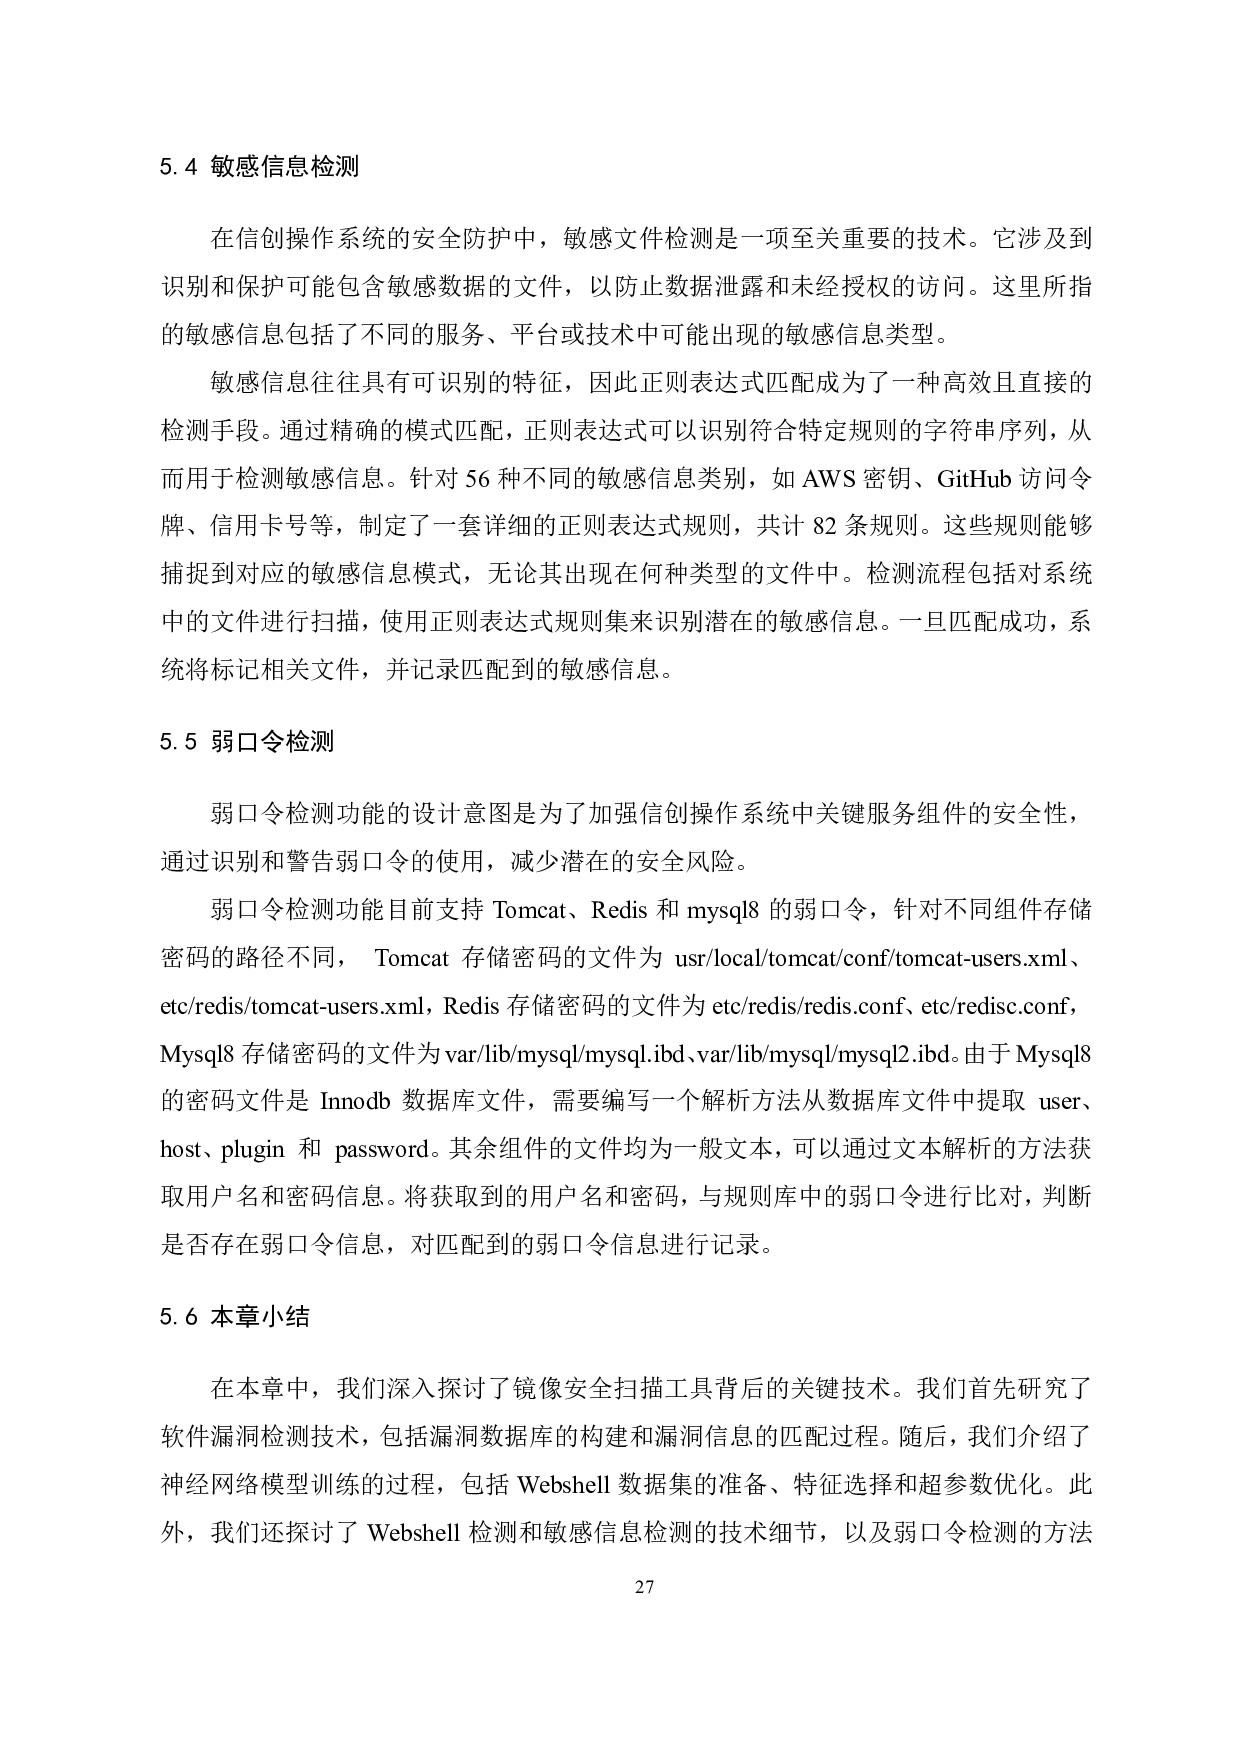 5.4 敏感信息检测
在信创操作系统的安全防护中，敏感文件检测是一项至关重要的技术。它涉及到
识别和保护可能包含敏感数据的文件，以防止数据泄露和未经授权的访问。这里所指
的敏感信息包括了不同的服务、平台或技术中可能出现的敏感信息类型。
敏感信息往往具有可识别的特征，因此正则表达式匹配成为了一种高效且直接的
检测手段。通过精确的模式匹配，正则表达式可以识别符合特定规则的字符串序列，从
而用于检测敏感信息。针对 56 种不同的敏感信息类别，如 AWS 密钥、GitHub 访问令
牌、信用卡号等，制定了一套详细的正则表达式规则，共计 82 条规则。这些规则能够
捕捉到对应的敏感信息模式，无论其出现在何种类型的文件中。检测流程包括对系统
中的文件进行扫描，使用正则表达式规则集来识别潜在的敏感信息。一旦匹配成功，系
统将标记相关文件，并记录匹配到的敏感信息。
5.5 弱口令检测
弱口令检测功能的设计意图是为了加强信创操作系统中关键服务组件的安全性，
通过识别和警告弱口令的使用，减少潜在的安全风险。
弱口令检测功能目前支持 Tomcat、Redis 和 mysql8 的弱口令，针对不同组件存储
密码的路径不同， Tomcat 存储密码的文件为 usr/local/tomcat/conf/tomcat-users.xml、
etc/redis/tomcat-users.xml，Redis 存储密码的文件为 etc/redis/redis.conf、etc/redisc.conf，
Mysql8 存储密码的文件为 var/lib/mysql/mysql.ibd、var/lib/mysql/mysql2.ibd。由于 Mysql8
的密码文件是 Innodb 数据库文件，需要编写一个解析方法从数据库文件中提取 user、
host、plugin 和 password。其余组件的文件均为一般文本，可以通过文本解析的方法获
取用户名和密码信息。将获取到的用户名和密码，与规则库中的弱口令进行比对，判断
是否存在弱口令信息，对匹配到的弱口令信息进行记录。
5.6 本章小结
在本章中，我们深入探讨了镜像安全扫描工具背后的关键技术。我们首先研究了
软件漏洞检测技术，包括漏洞数据库的构建和漏洞信息的匹配过程。随后，我们介绍了
神经网络模型训练的过程，包括 Webshell 数据集的准备、特征选择和超参数优化。此
外，我们还探讨了 Webshell 检测和敏感信息检测的技术细节，以及弱口令检测的方法
27